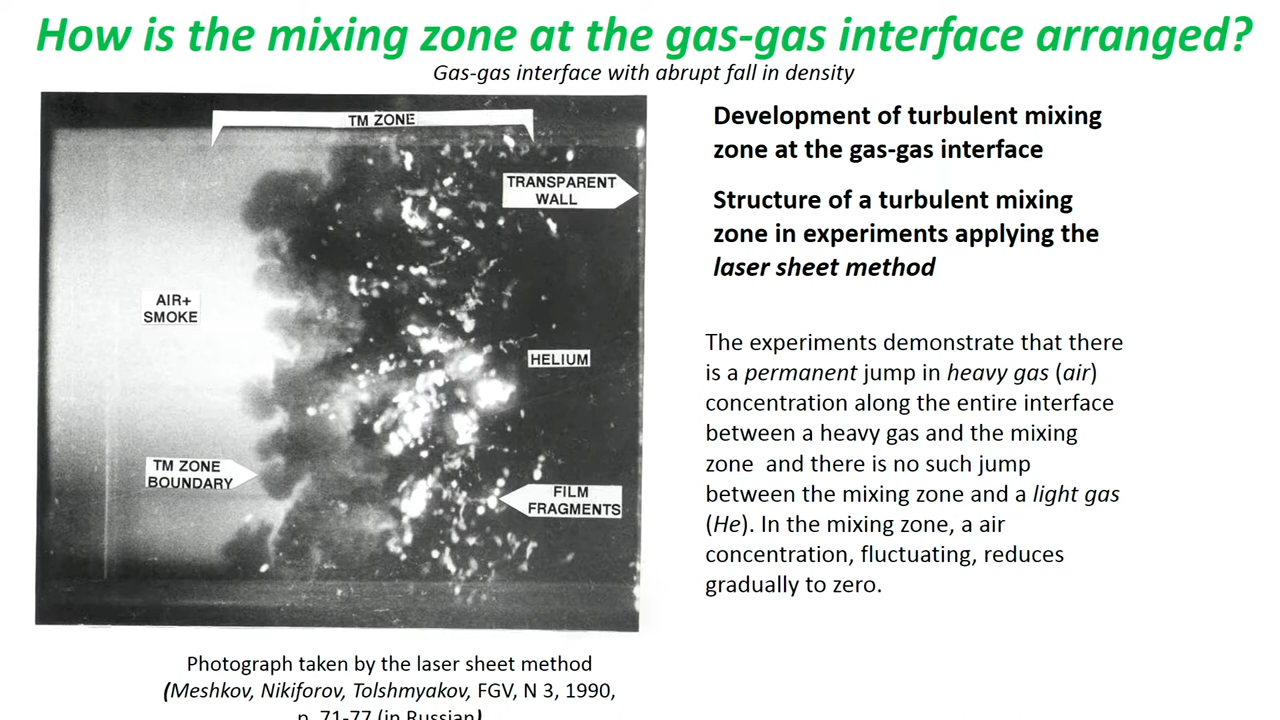 How is the mixing zone at the gas-gas interface arranged?
Gas-gas interface with abrupt fall in density
TM ZONE
TRANSPARENT
WALL
AIR+
SMOKE
HELIUM
TM ZONE
BOUNDARY
FILM
FRAGMENTS
Photograph taken by the laser sheet method
(Meshkov, Nikiforov, Tolshmyakov, FGV, N 3, 1990,
p. 71-77 (in Russian)
Development of turbulent mixing
zone at the gas-gas interface
Structure of a turbulent mixing
zone in experiments applying the
laser sheet method
The experiments demonstrate that there
is a permanent jump in heavy gas (air)
concentration along the entire interface
between a heavy gas and the mixing
zone and there is no such jump
between the mixing zone and a light gas
(He). In the mixing zone, a air
concentration, fluctuating, reduces
gradually to zero.